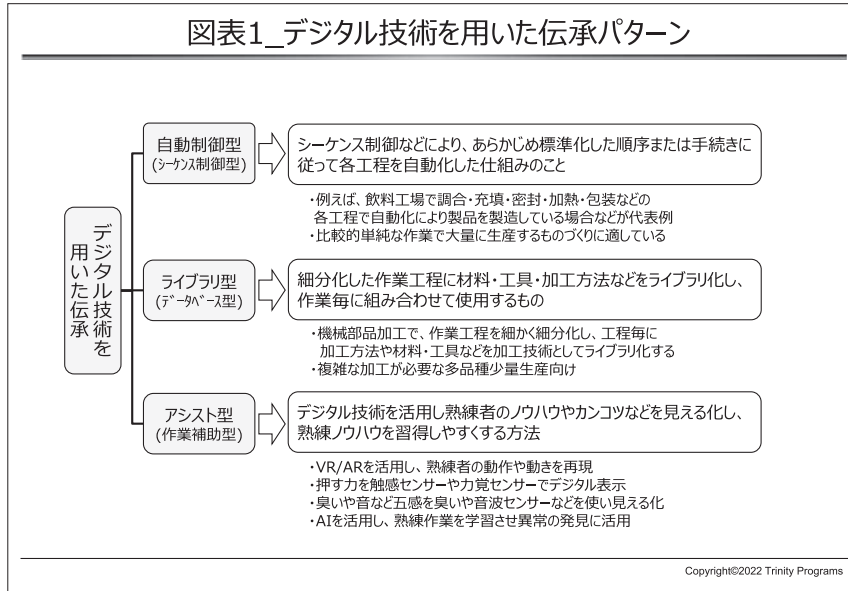 図表1_デジタル技術を用いた伝承パターン
デジタル技術を
用いた伝承
自動制御型
(シーケンス制御型)
シーケンス制御などにより、あらかじめ標準化した順序または手続きに
従って各工程を自動化した仕組みのこと
・例えば、飲料工場で調合・充填・密封・加熱・包装などの
各工程で自動化により製品を製造している場合などが代表例
・比較的単純な作業で大量に生産するものづくりに適している
ライブラリ型
(データベース型)
細分化した作業工程に材料・工具・加工方法などをライブラリ化し、
作業毎に組み合わせて使用するもの
・機械部品加工で、作業工程を細かく細分化し、工程毎に
加工方法や材料・工具などを加工技術としてライブラリ化する
・複雑な加工が必要な多品種少量生産向け
アシスト型
(作業補助型)
デジタル技術を活用し熟練者のノウハウやカンコツなどを見える化し、
熟練ノウハウを習得しやすくする方法
・VR/ARを活用し、熟練者の動作や動きを再現
・押す力を触感センサーや力覚センサーでデジタル表示
・臭いや音など五感を臭いや音波センサーなどを使い見える化
・AIを活用し、熟練作業を学習させ異常の発見に活用
Copyright©2022 Trinity Programs